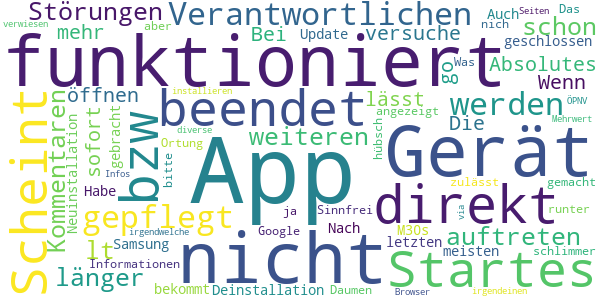 verwiesen
Störungen
Verantwortlichen
Auch
Das
mehr
aber
Bei
Update
versuche
nich
Seiten
schon
geschlossen
funktioniert
go
Was
ÖPNV
Absolutes
Wenn
öffnen
installieren
Scheint
Kommentaren
Neuinstallation
sofort
gebracht
bzw
beendet
lässt
angezeigt
werden
Mehrwert
Die
diverse
Ortung
weiteren
hübsch
App
Gerät
Infos
bitte
Habe
direkt
zulässt
gemacht
gepflegt
ja
Sinnfrei
via
runter
irgendwelche
Google
Nach
M3Os
auftreten
lt
Samsung
nicht
letzten
meisten
schlimmer
Informationen
länger
Startes
bekommt
Deinstallation
Daumen
Browser
irgendeinen